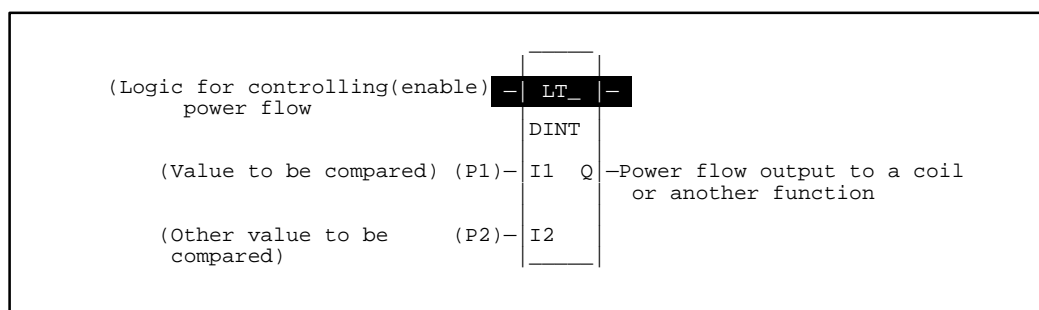 (Logic for controlling(enable) –| LT_ |–
power flow
DINT
(Value to be compared) (P1)–|I1 Q|–Power flow output to a coil
or another function
(Other value to be (P2)–|I2
compared)